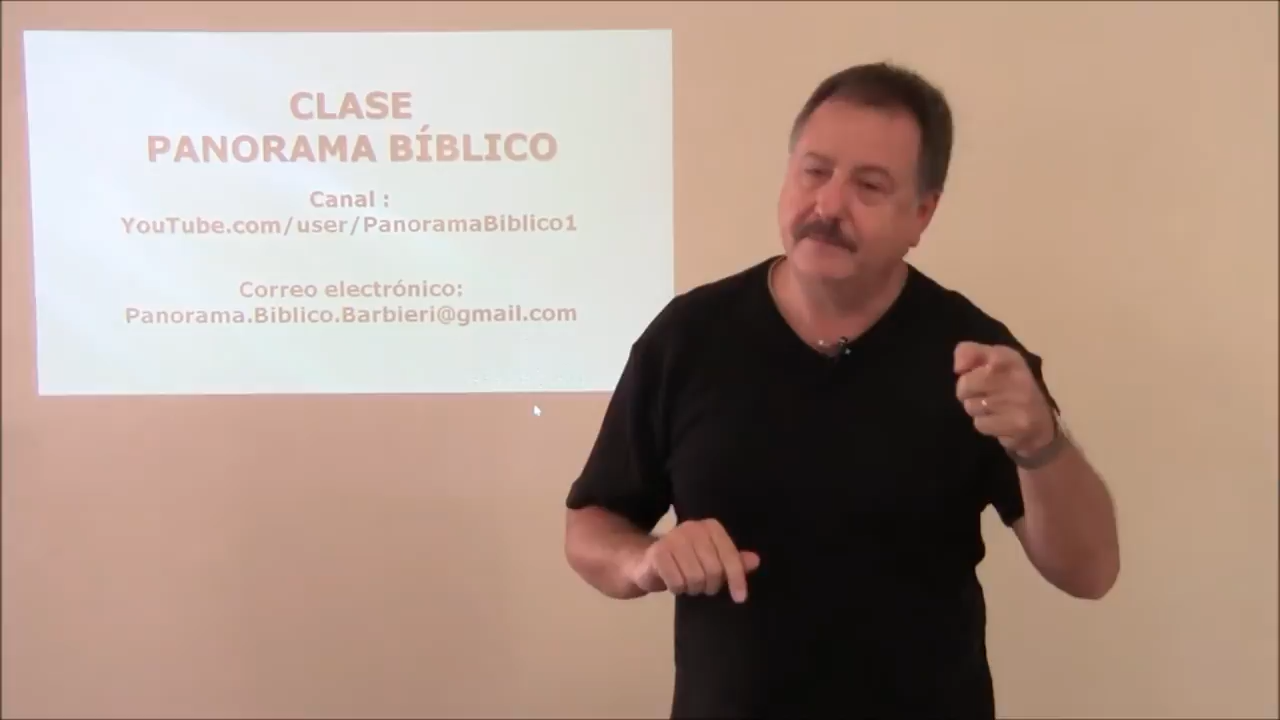 CLASE
PANORAMA BÍBLICO
Canal :
YouTube.com/user/PanoramaBiblico1
Correo electrónico:
Panorama.Biblico.Barbieri@gmail.com